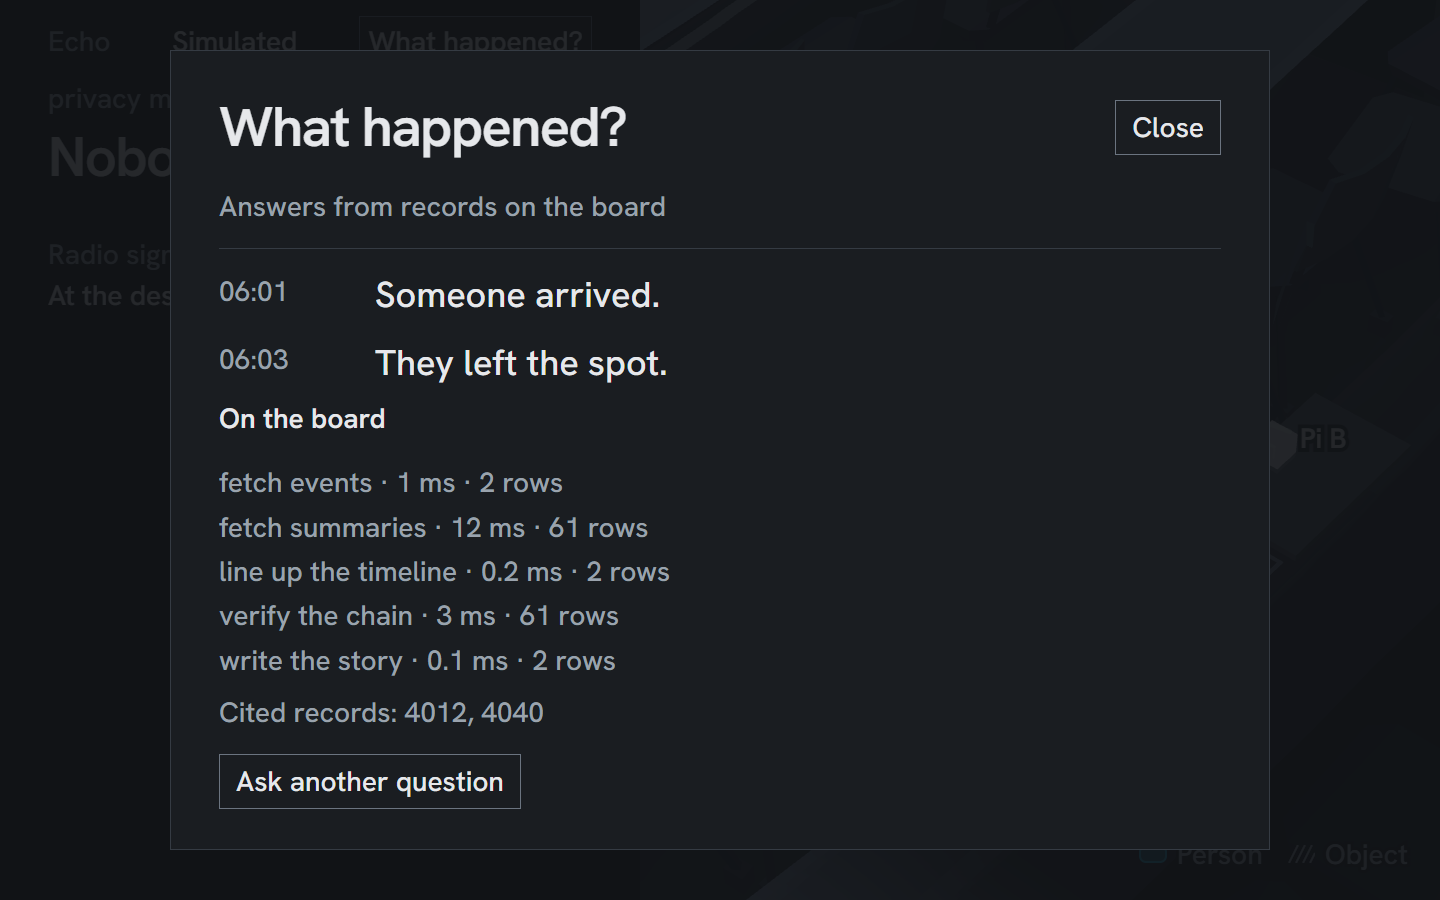 Echo
Simulated
What happened?
privacy m
Nobo
Radio sigr
At the des
What happened?
Close
Answers from records on the board
06:01 Someone arrived.
06:03 They left the spot.
On the board
fetch events · 1 ms · 2 rows
fetch summaries · 12 ms · 61 rows
line up the timeline · 0.2 ms · 2 rows
verify the chain · 3 ms · 61 rows
write the story · 0.1 ms · 2 rows
Cited records: 4012, 4040
Ask another question
Pi B
Person
Object